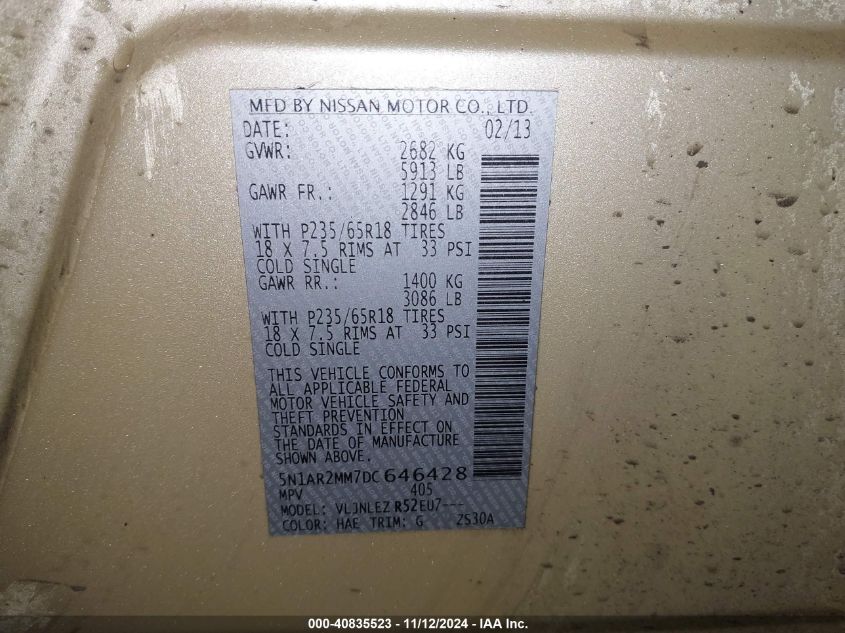 MFD BY NISSAN MOTOR CO., LTD.
DATE: 02/13
GVWR: 2682 KG
5913 LB
GAWR FR.: 1291 KG
2846 LB
WITH P235/65R18 TIRES
18 X 7.5 RIMS AT 33 PSI
COLD SINGLE
GAWR RR.: 1400 KG
3086 LB
WITH P235/65R18 TIRES
18 X 7.5 RIMS AT 33 PSI
COLD SINGLE
THIS VEHICLE CONFORMS TO
ALL APPLICABLE FEDERAL
MOTOR VEHICLE SAFETY AND
THEFT PREVENTION
STANDARDS IN EFFECT ON
THE DATE OF MANUFACTURE
SHOWN ABOVE.
5N1AR2MM7DC646428
MPV 405
MODEL: VLJNLEZ R52EU7---
COLOR: HAE TRIM: G ZS30A
000-40835523 - 11/12/2024 - IAA Inc.